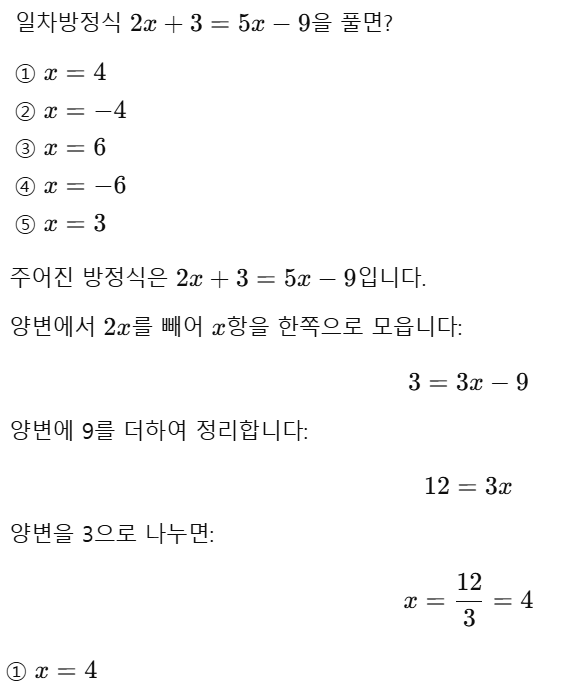 일차방정식 2x + 3 = 5x − 9을 풀면?
① x = 4
② x = −4
③ x = 6
④ x = −6
⑤ x = 3
주어진 방정식은 2x + 3 = 5x − 9입니다.
양변에서 2x를 빼어 x항을 한쪽으로 모읍니다:
3 = 3x − 9
양변에 9를 더하여 정리합니다:
12 = 3x
양변을 3으로 나누면:
x = 12/3 = 4
① x = 4